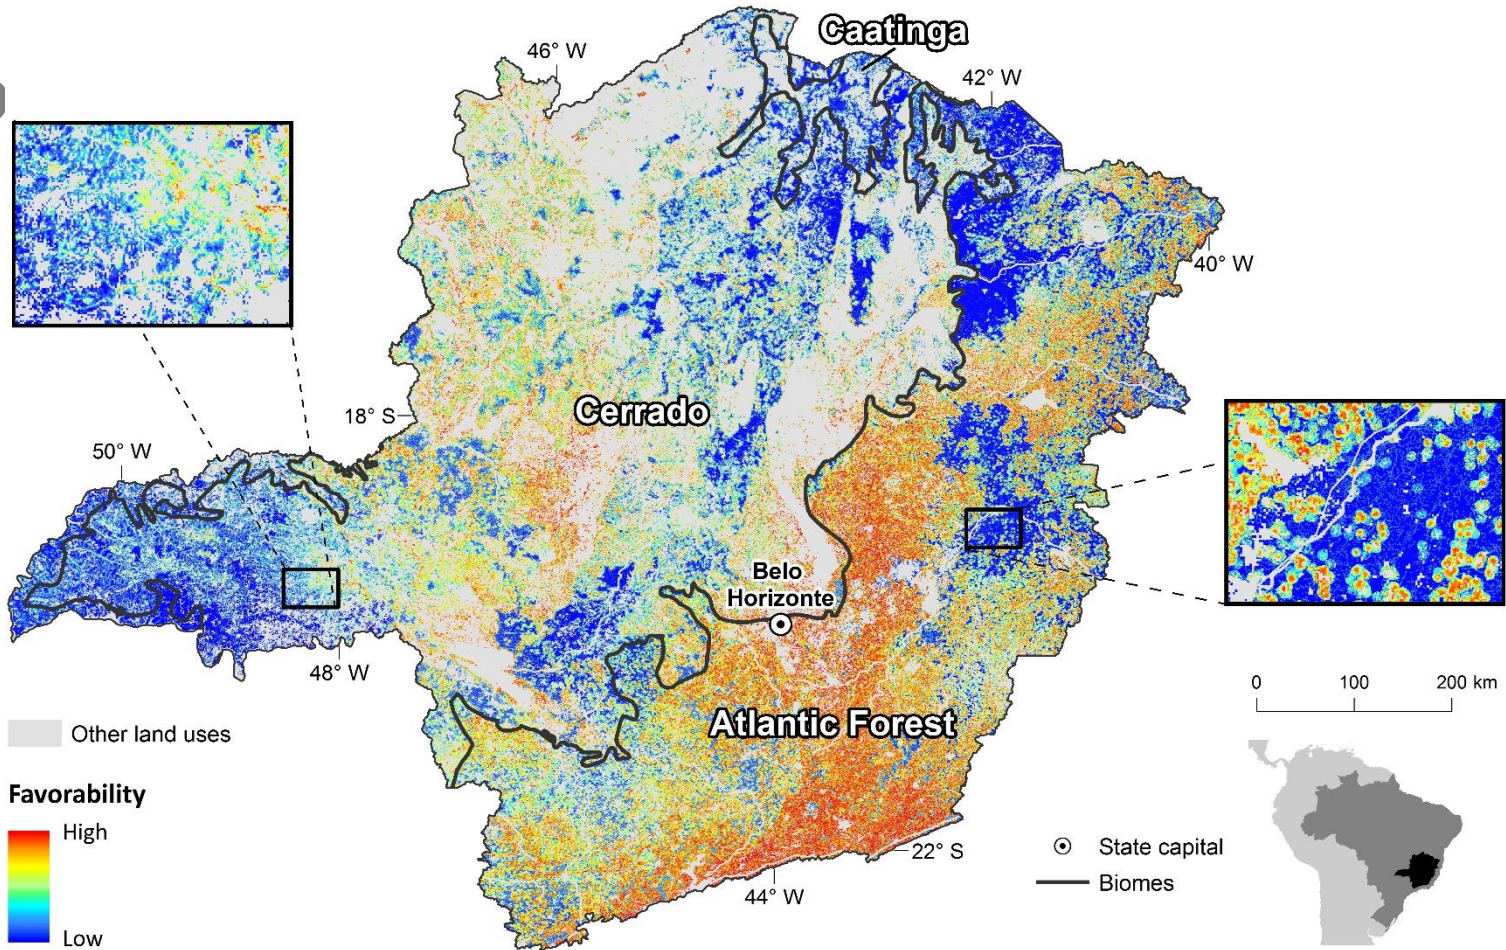 Caatinga
46° W
42° W
40° W
Cerrado
18° S
50° W
Belo
Horizonte
48° W
Atlantic Forest
0 100 200 km
Other land uses
Favorability
High
Low
22° S
44° W
State capital
Biomes